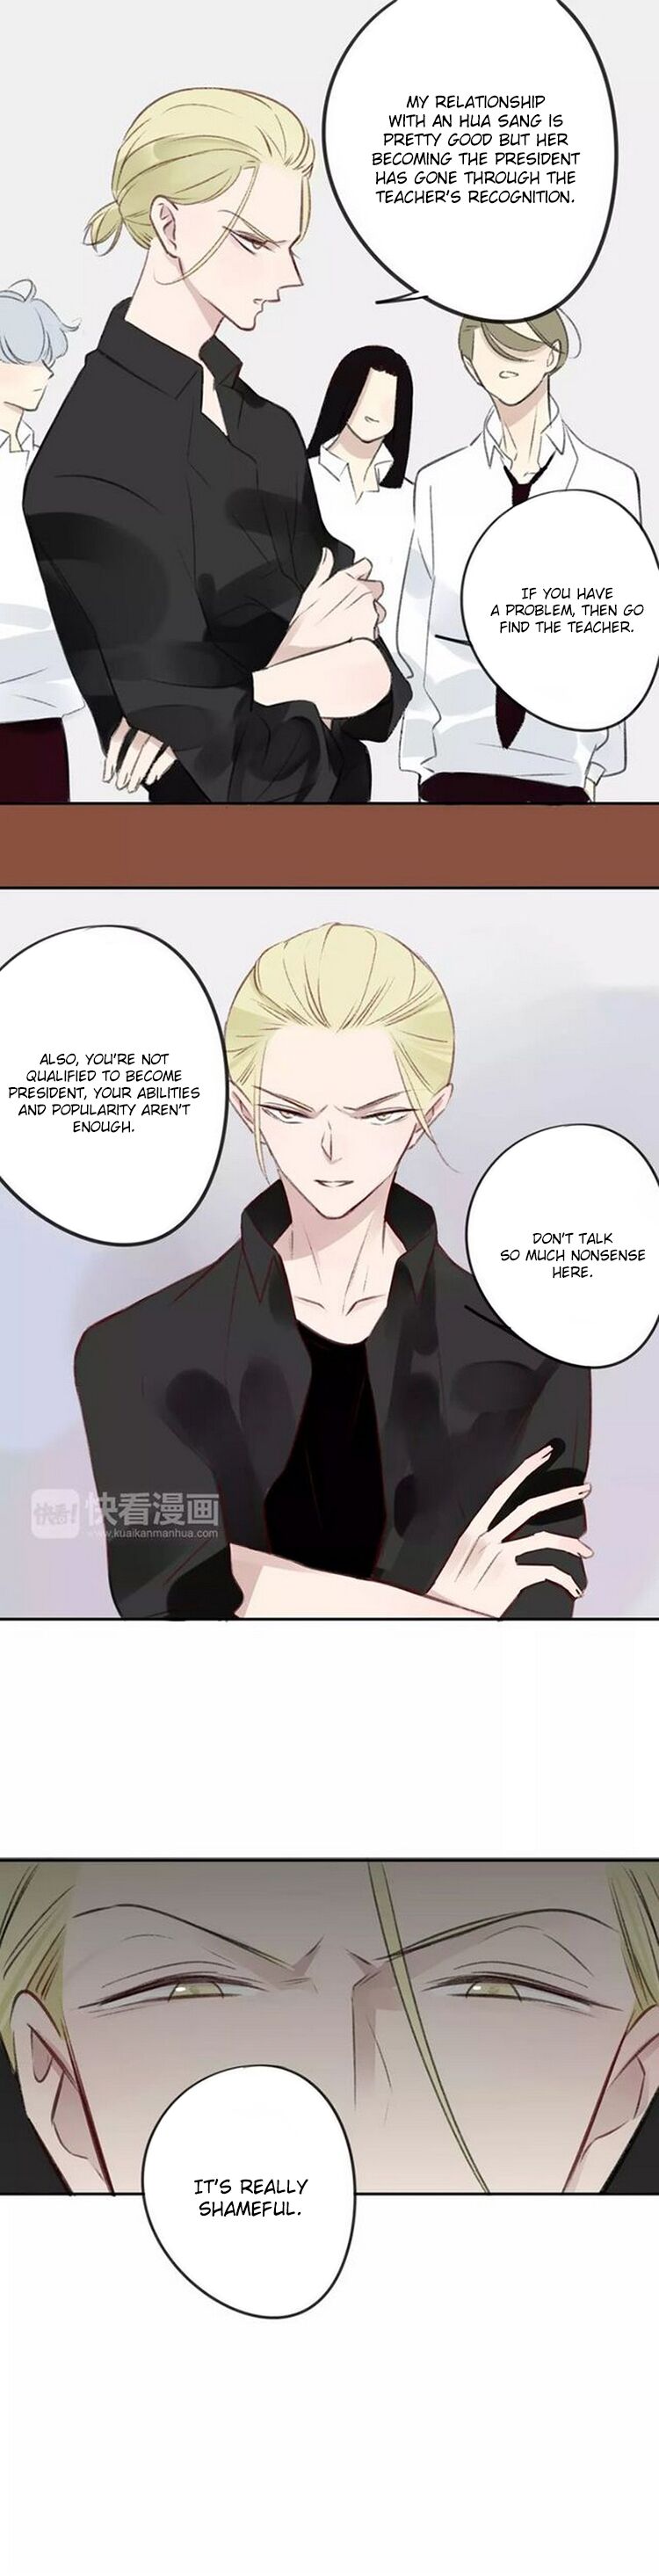 MY RELATIONSHIP
WITH AN HUA SANG IS
PRETTY GOOD BUT HER
BECOMING THE PRESIDENT
HAS GONE THROUGH THE
TEACHER'S RECOGNITION.
IF YOU HAVE
A PROBLEM, THEN GO
FIND THE TEACHER.
ALSO, YOU'RE NOT
QUALIFIED TO BECOME
PRESIDENT, YOUR ABILITIES
AND POPULARITY AREN'T
ENOUGH.
DON'T TALK
SO MUCH NONSENSE
HERE.
快看! 快看漫画
www.kuaikanmanhua.com
IT'S REALLY
SHAMEFUL.